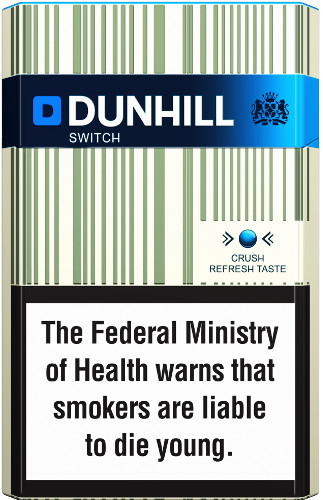 DUNHILL
SWITCH
CRUSH
REFRESH TASTE
The Federal Ministry
of Health warns that
smokers are liable
to die young.